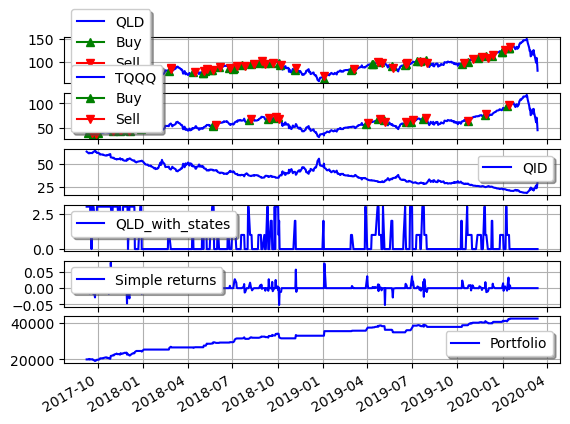 QLD
Buy
Sell
150
100
TQQQ
Buy
Sell
100
50
QID
50
25
QLD_with_states
2.5
0.0
Simple returns
0.05
0.00
−0.05
Portfolio
40000
20000
2017-10
2018-01
2018-04
2018-07
2018-10
2019-01
2019-04
2019-07
2019-10
2020-01
2020-04